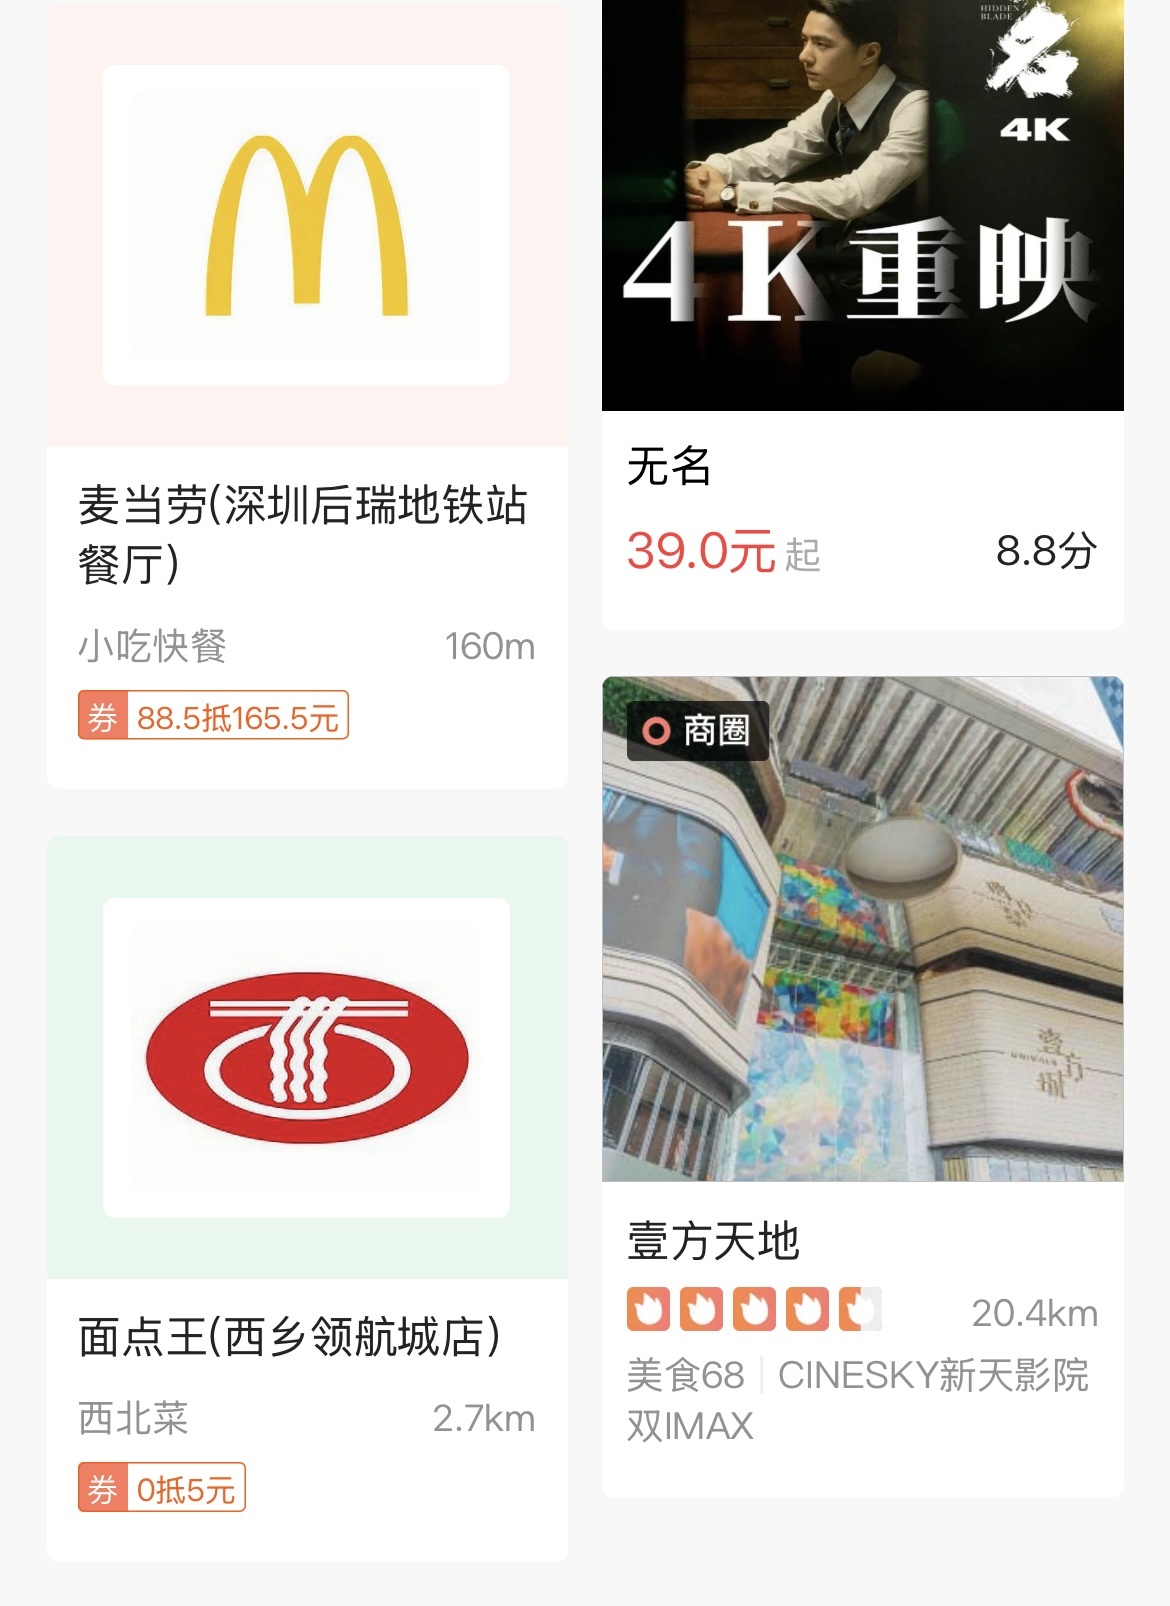 麦当劳(深圳后瑞地铁站
餐厅)
小吃快餐 160m
券 88.5抵165.5元
面点王(西乡领航城店)
西北菜 2.7km
券 0抵5元
HIDDEN
BLADE
名
4K
4K重映
无名
39.0元起 8.8分
商圈
壹方城
UNIWALK
壹方天地
20.4km
美食68 | CINESKY新天影院
双IMAX